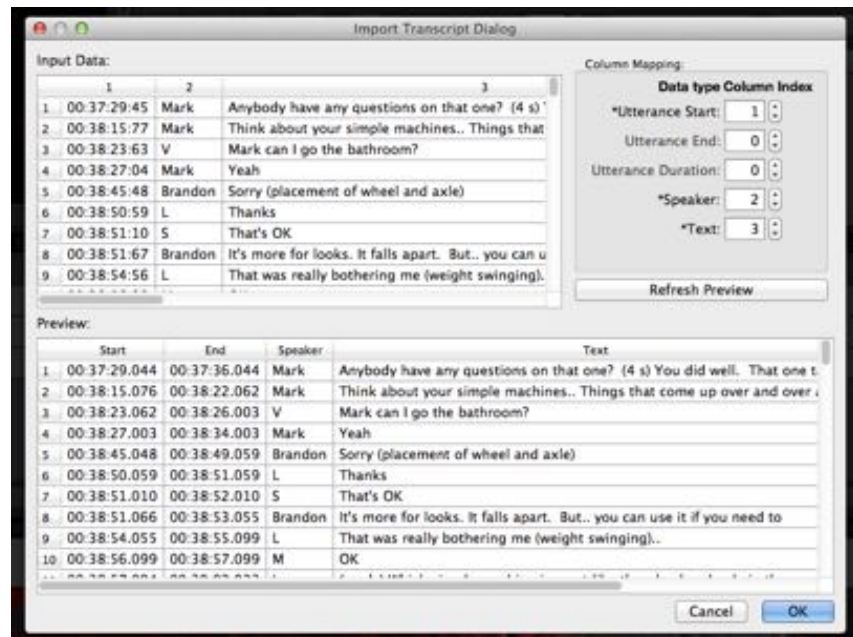 Import Transcript Dialog
Input Data:
1 2 3
1 00:37:29:45 Mark Anybody have any questions on that one? (4 s)
2 00:38:15:77 Mark Think about your simple machines.. Things that
3 00:38:23:63 V Mark can I go the bathroom?
4 00:38:27:04 Mark Yeah
5 00:38:45:48 Brandon Sorry (placement of wheel and axle)
6 00:38:50:59 L Thanks
7 00:38:51:10 S That's OK
8 00:38:51:67 Brandon It's more for looks. It falls apart. But.. you can u
9 00:38:54:56 L That was really bothering me (weight swinging).
Column Mapping:
Data type Column Index
*Utterance Start: 1
Utterance End: 0
Utterance Duration: 0
*Speaker: 2
*Text: 3
Refresh Preview
Preview:
Start End Speaker Text
1 00:37:29.044 00:37:36.044 Mark Anybody have any questions on that one? (4 s) You did well. That one t
2 00:38:15.076 00:38:22.062 Mark Think about your simple machines.. Things that come up over and over
3 00:38:23.062 00:38:26.003 V Mark can I go the bathroom?
4 00:38:27.003 00:38:34.003 Mark Yeah
5 00:38:45.048 00:38:49.059 Brandon Sorry (placement of wheel and axle)
6 00:38:50.059 00:38:51.059 L Thanks
7 00:38:51.010 00:38:52.010 S That's OK
8 00:38:51.066 00:38:53.055 Brandon It's more for looks. It falls apart. But.. you can use it if you need to
9 00:38:54.055 00:38:55.099 L That was really bothering me (weight swinging)..
10 00:38:56.099 00:38:57.099 M OK
Cancel OK